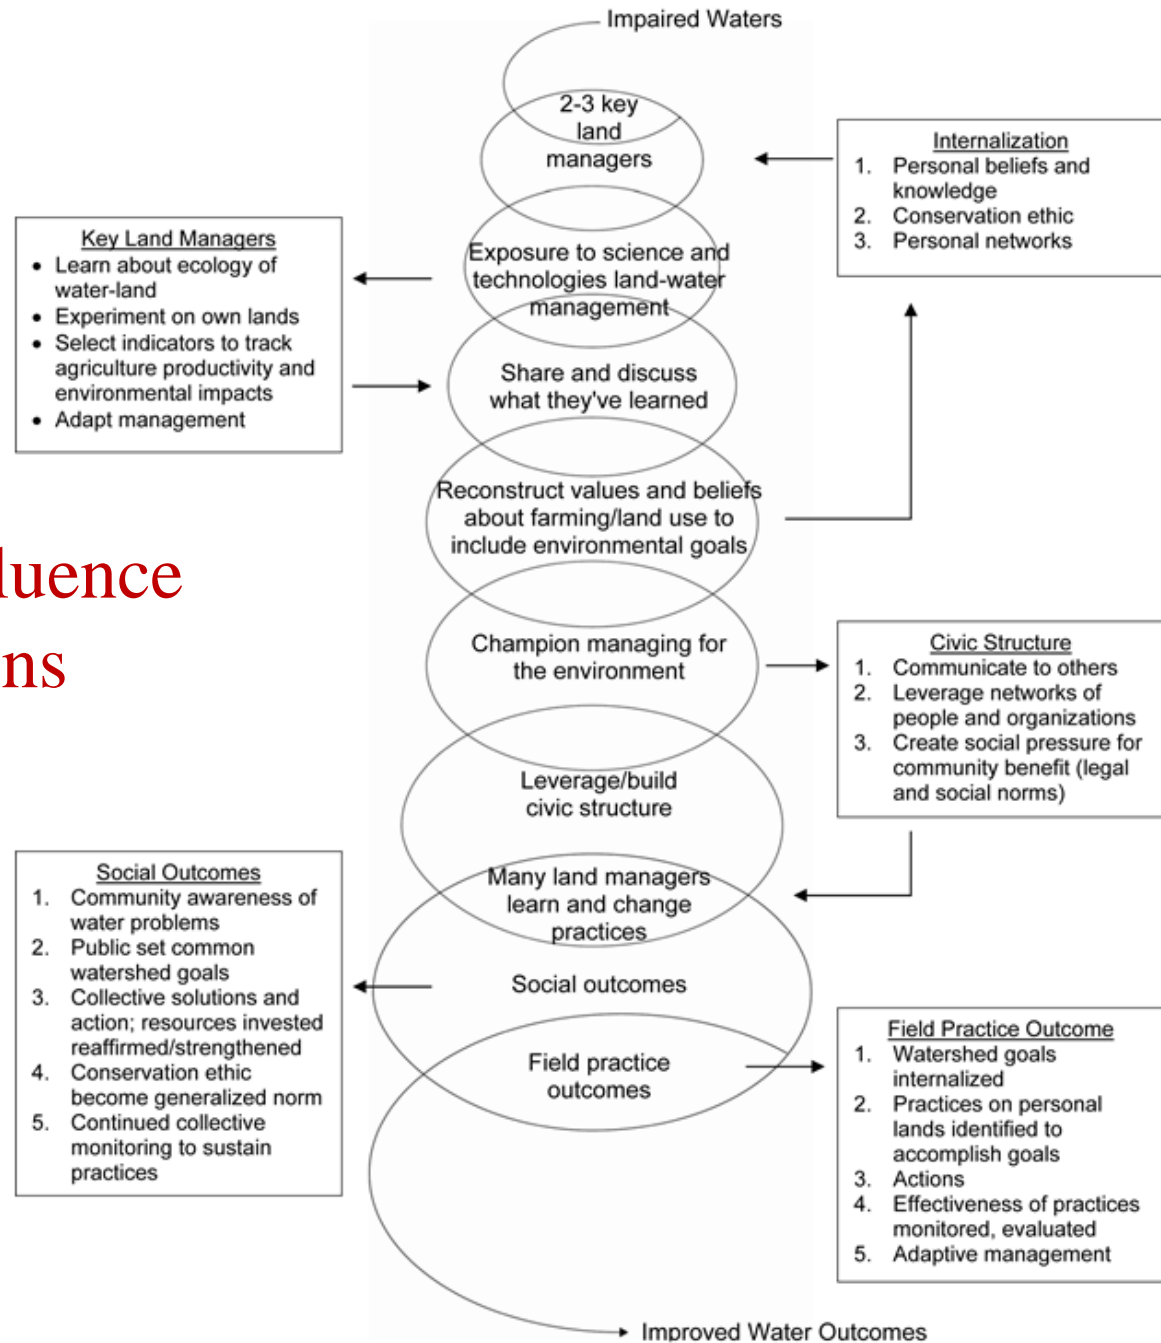 Impaired Waters
2-3 key
land
managers
Internalization
1. Personal beliefs and
knowledge
2. Conservation ethic
3. Personal networks
Key Land Managers
• Learn about ecology of
water-land
• Experiment on own lands
• Select indicators to track
agriculture productivity and
environmental impacts
• Adapt management
Exposure to science and
technologies land-water
management
Share and discuss
what they've learned
Reconstruct values and beliefs
about farming/land use to
include environmental goals
luence
ns
Champion managing for
the environment
Civic Structure
1. Communicate to others
2. Leverage networks of
people and organizations
3. Create social pressure for
community benefit (legal
and social norms)
Leverage/build
civic structure
Many land managers
learn and change
practices
Social Outcomes
1. Community awareness of
water problems
2. Public set common
watershed goals
3. Collective solutions and
action; resources invested
reaffirmed/strengthened
4. Conservation ethic
become generalized norm
5. Continued collective
monitoring to sustain
practices
Social outcomes
Field practice
outcomes
Field Practice Outcome
1. Watershed goals
internalized
2. Practices on personal
lands identified to
accomplish goals
3. Actions
4. Effectiveness of practices
monitored, evaluated
5. Adaptive management
Improved Water Outcomes